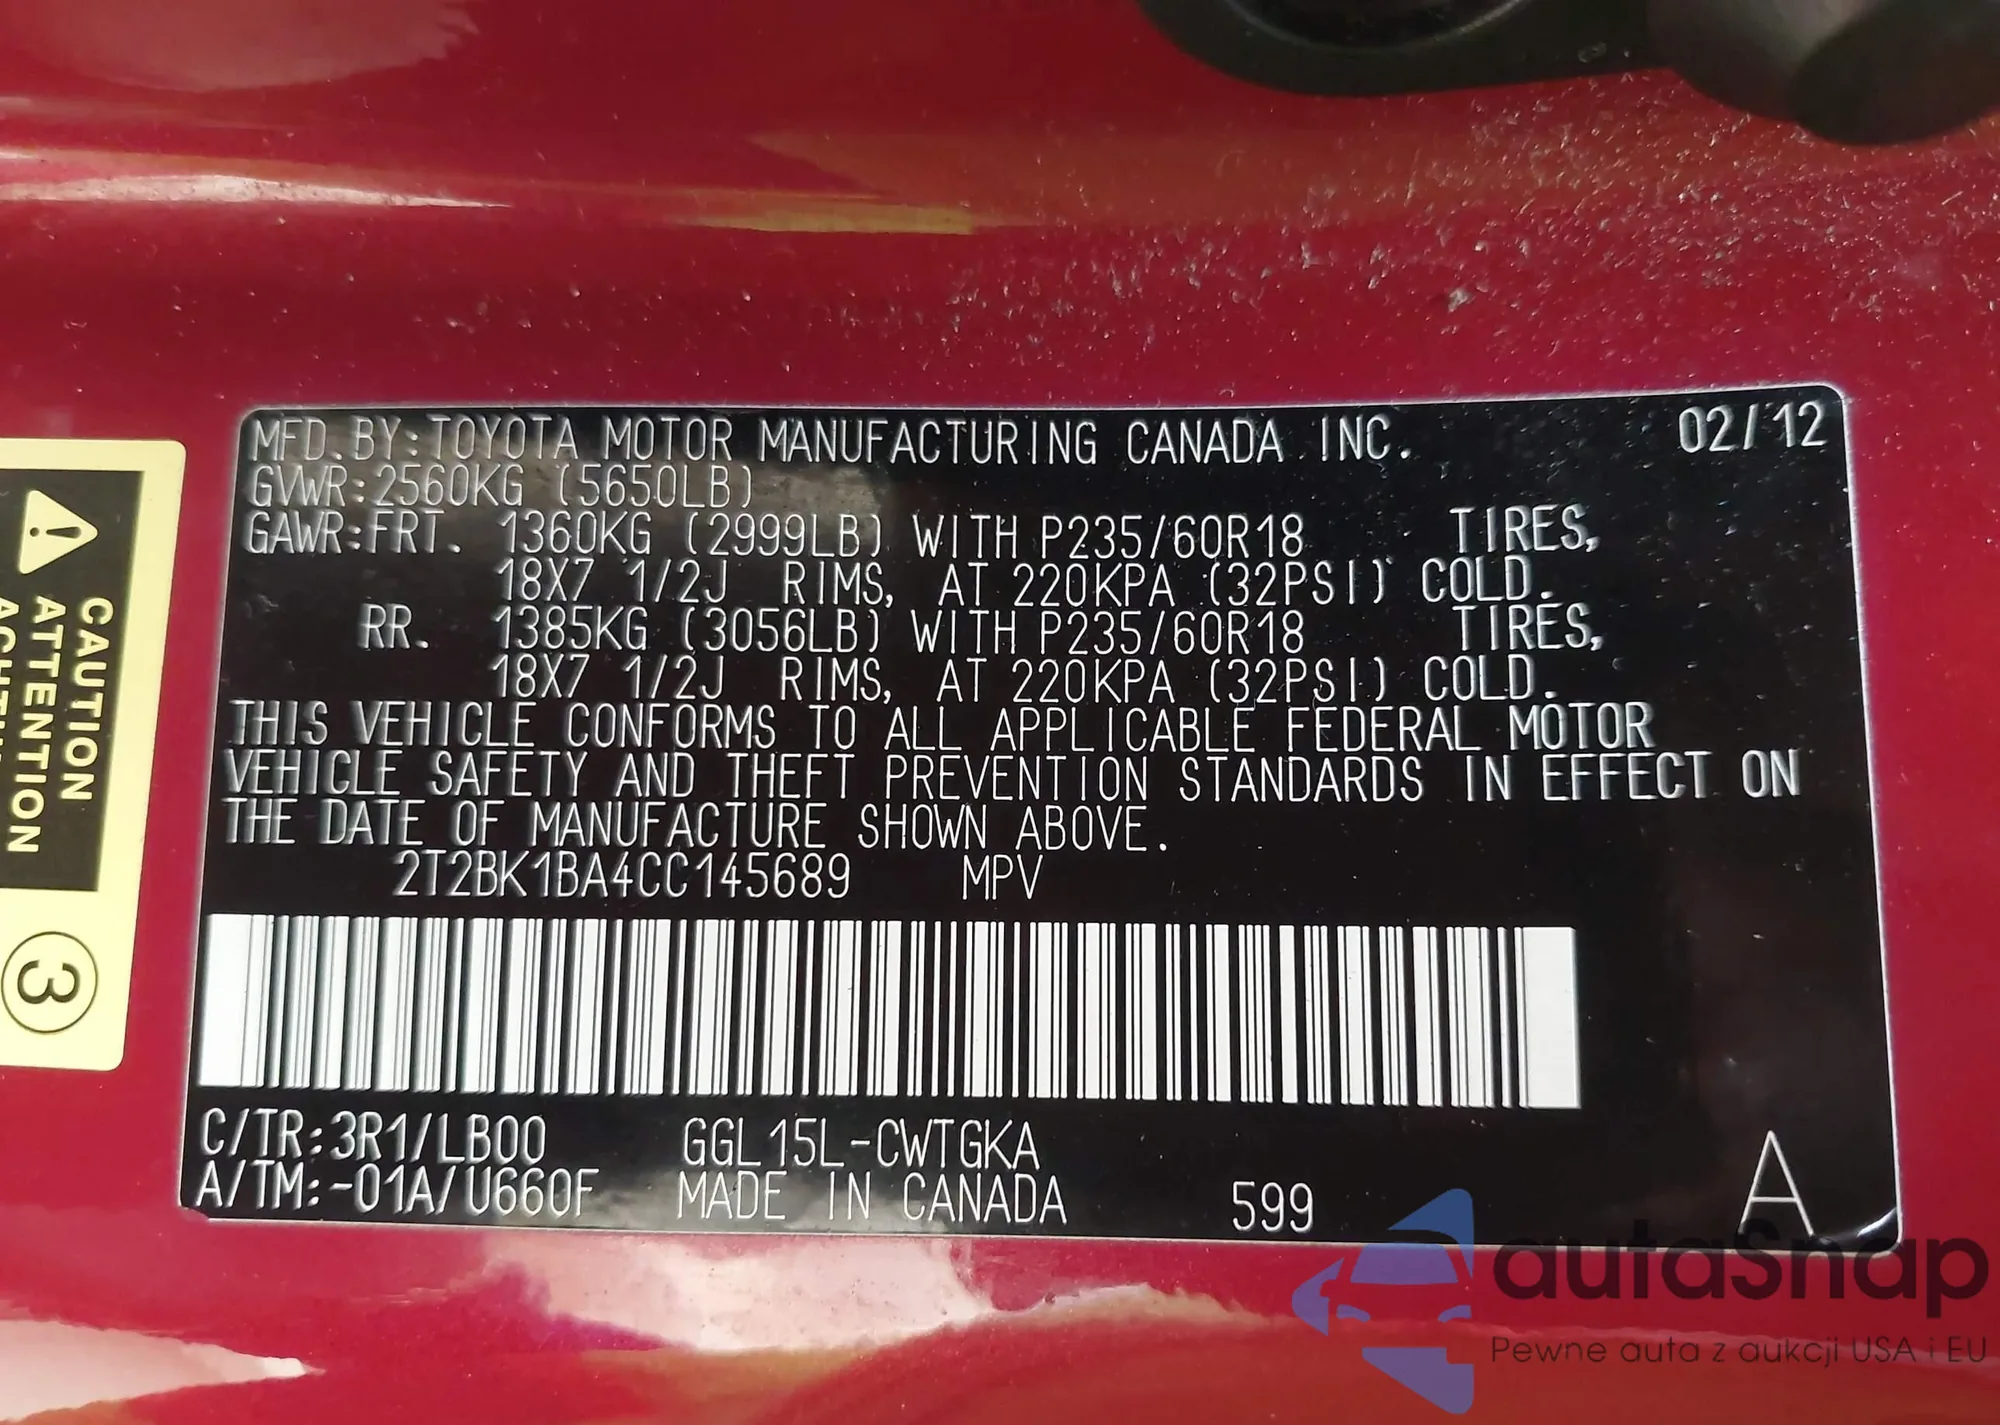 MFD. BY:TOYOTA MOTOR MANUFACTURING CANADA INC. 02/12
GVWR:2560KG (5650LB)
GAWR:FRT. 1360KG (2999LB) WITH P235/60R18 TIRES,
18X7 1/2J RIMS, AT 220KPA (32PSI) COLD.
RR. 1385KG (3056LB) WITH P235/60R18 TIRES,
18X7 1/2J RIMS, AT 220KPA (32PSI) COLD.
THIS VEHICLE CONFORMS TO ALL APPLICABLE FEDERAL MOTOR
VEHICLE SAFETY AND THEFT PREVENTION STANDARDS IN EFFECT ON
THE DATE OF MANUFACTURE SHOWN ABOVE.
2T2BK1BA4CC145689 MPV
C/TR:3R1/LB00 GGL15L-CWTGKA
A/TM:-01A/U660F MADE IN CANADA 599 A
CAUTION
ATTENTION
3
autaSnap
Pewne auta z aukcji USA i EU